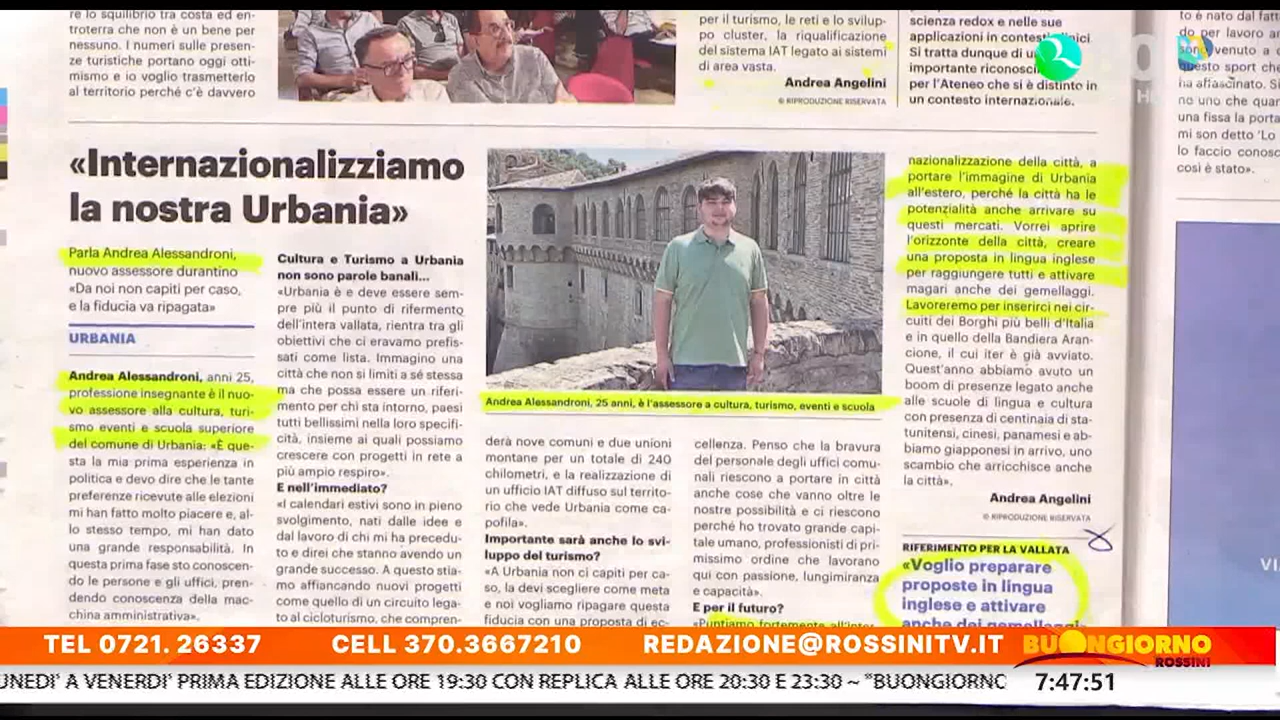 re lo squilibrio tra costa ed en-
troterra che non è un bene per
nessuno. I numeri sulle presen-
ze turistiche portano oggi otti-
mismo e io voglio trasmetterlo
al territorio perché c'è davvero
per il turismo, le reti e lo svilup-
po cluster, la riqualificazione
del sistema IAT legato ai sistemi
di area vasta.
Andrea Angelini
© RIPRODUZIONE RISERVATA
scienza redox e nelle sue
applicazioni in contesti clinici
Si tratta dunque di un
importante riconosci
per l'Ateneo che si è distinto in
un contesto internazionale.
to è nato dal fatt
do per lavoro ar
sono venuto a c
questo sport che
ha affascinato. Si
no uno che quar
una fissa la porta
mi son detto 'Lo
lo faccio conosc
così è stato».
«Internazionalizziamo
la nostra Urbania»
Parla Andrea Alessandroni,
nuovo assessore durantino
«Da noi non capiti per caso,
e la fiducia va ripagata»
URBANIA
Andrea Alessandroni, anni 25,
professione insegnante è il nuo-
vo assessore alla cultura, turi-
smo eventi e scuola superiore
del comune di Urbania: «È que-
sta la mia prima esperienza in
politica e devo dire che le tante
preferenze ricevute alle elezioni
mi han fatto molto piacere e, al-
lo stesso tempo, mi han dato
una grande responsabilità. In
questa prima fase sto conoscen-
do le persone e gli uffici, pren-
dendo conoscenza della mac-
china amministrativa».
Cultura e Turismo a Urbania
non sono parole banali...
«Urbania è e deve essere sem-
pre più il punto di riferimento
dell'intera vallata, rientra tra gli
obiettivi che ci eravamo prefis-
sati come lista. Immagino una
città che non si limiti a sé stessa
ma che possa essere un riferi-
mento per chi sta intorno, paesi
tutti bellissimi nella loro specifi-
cità, insieme ai quali possiamo
crescere con progetti in rete a
più ampio respiro».
E nell'immediato?
«I calendari estivi sono in pieno
svolgimento, nati dalle idee e
dal lavoro di chi mi ha precedu-
to e direi che stanno avendo un
grande successo. A questo stia-
mo affiancando nuovi progetti
come quello di un circuito lega-
to al cicloturismo, che compren-
Andrea Alessandroni, 25 anni, è l'assessore a cultura, turismo, eventi e scuola
derà nove comuni e due unioni
montane per un totale di 240
chilometri, e la realizzazione di
un ufficio IAT diffuso sul territo-
rio che vede Urbania come ca-
pofila».
Importante sarà anche lo svi-
luppo del turismo?
«A Urbania non ci capiti per ca-
so, la devi scegliere come meta
e noi vogliamo ripagare questa
fiducia con una proposta di ec-
cellenza. Penso che la bravura
del personale degli uffici comu-
nali riescono a portare in città
anche cose che vanno oltre le
nostre possibilità e ci riescono
perché ho trovato grande capi-
tale umano, professionisti di pri-
missimo ordine che lavorano
qui con passione, lungimiranza
e capacità».
E per il futuro?
«Puntiamo fortemente all'inter-
nazionalizzazione della città, a
portare l'immagine di Urbania
all'estero, perché la città ha le
potenzialità anche arrivare su
questi mercati. Vorrei aprire
l'orizzonte della città, creare
una proposta in lingua inglese
per raggiungere tutti e attivare
magari anche dei gemellaggi.
Lavoreremo per inserirci nei cir-
cuiti dei Borghi più belli d'Italia
e in quello della Bandiera Aran-
cione, il cui iter è già avviato.
Quest'anno abbiamo avuto un
boom di presenze legato anche
alle scuole di lingua e cultura
con presenza di centinaia di sta-
tunitensi, cinesi, panamesi e ab-
biamo giapponesi in arrivo, uno
scambio che arricchisce anche
la città».
Andrea Angelini
© RIPRODUZIONE RISERVATA
RIFERIMENTO PER LA VALLATA
«Voglio preparare
proposte in lingua
inglese e attivare
anche dei gemellaggi»
VI
TEL 0721. 26337 CELL 370.3667210 REDAZIONE@ROSSINITV.IT BUONGIORNO
ROSSINI
UNEDI' A VENERDI' PRIMA EDIZIONE ALLE ORE 19:30 CON REPLICA ALLE ORE 20:30 E 23:30 ~ "BUONGIORNO
7:47:51